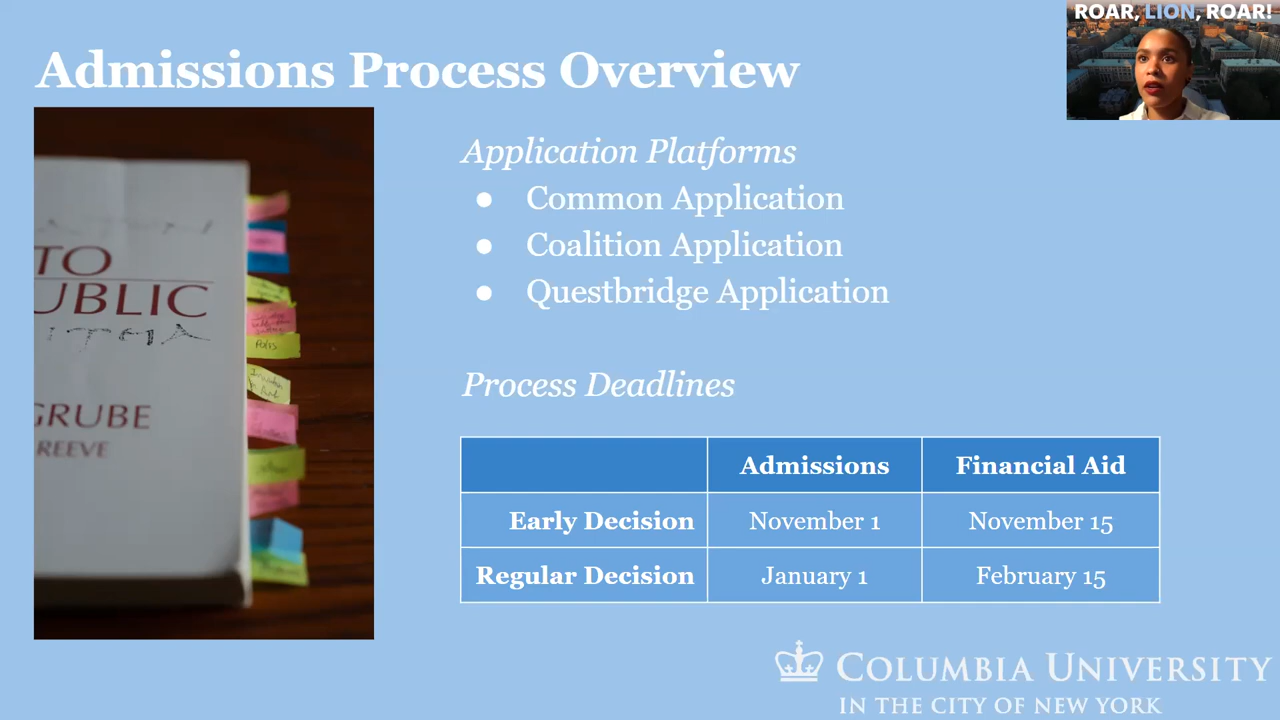 ROAR, LION, ROAR!
Admissions Process Overview
TO
UBLIC
GRUBE
REEVE
Polis
Application Platforms
● Common Application
● Coalition Application
● Questbridge Application
Process Deadlines
Admissions Financial Aid
Early Decision November 1 November 15
Regular Decision January 1 February 15
COLUMBIA UNIVERSITY
IN THE CITY OF NEW YORK